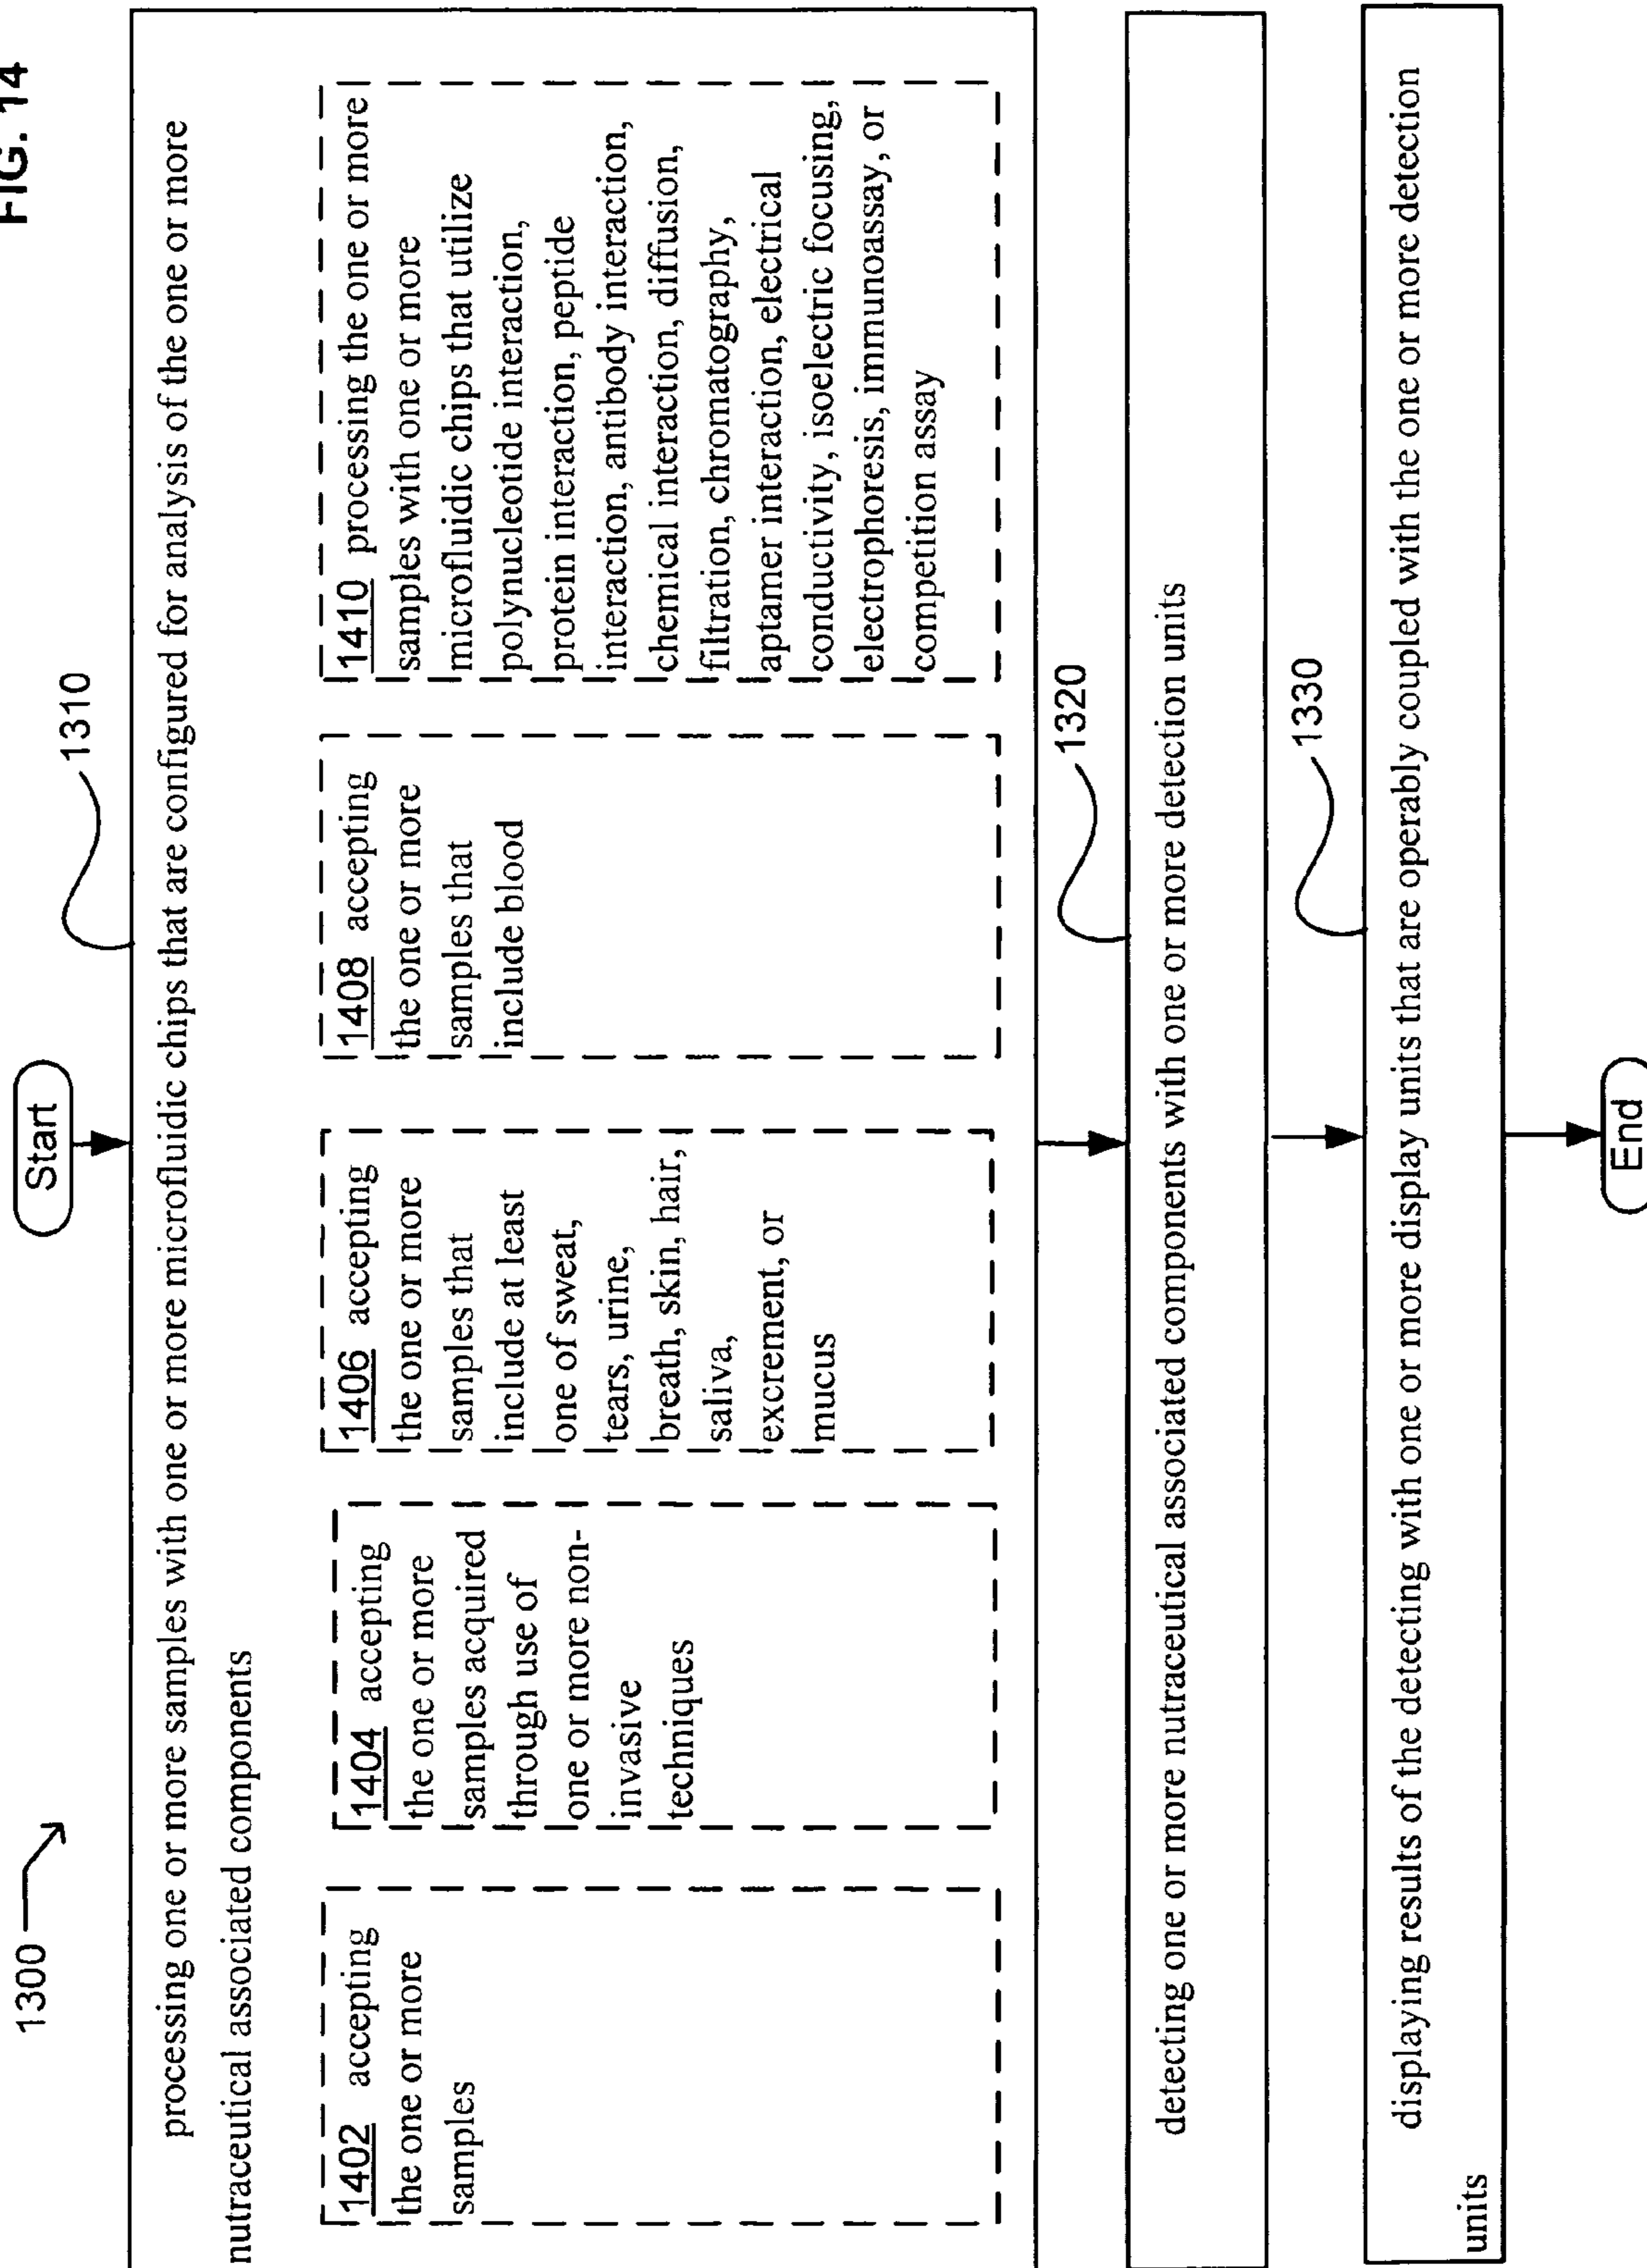 FIG. 14
1300
Start
1310
processing one or more samples with one or more microfluidic chips that are configured for analysis of the one or more
nutraceutical associated components
1402 accepting
the one or more
samples
1404 accepting
the one or more
samples acquired
through use of
one or more non-
invasive
techniques
1406 accepting
the one or more
samples that
include at least
one of sweat,
tears, urine,
breath, skin, hair,
saliva,
excrement, or
mucus
1408 accepting
the one or more
samples that
include blood
1410 processing the one or more
samples with one or more
microfluidic chips that utilize
polynucleotide interaction,
protein interaction, peptide
interaction, antibody interaction,
chemical interaction, diffusion,
filtration, chromatography,
aptamer interaction, electrical
conductivity, isoelectric focusing,
electrophoresis, immunoassay, or
competition assay
1320
detecting one or more nutraceutical associated components with one or more detection units
1330
displaying results of the detecting with one or more display units that are operably coupled with the one or more detection
units
End